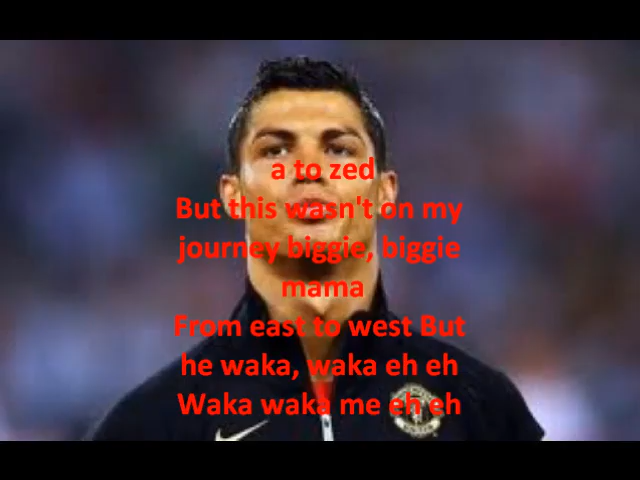 a to zed
But this wasn't on my
journey biggie, biggie
mama
From east to west But
he waka, waka eh eh
Waka waka me eh eh